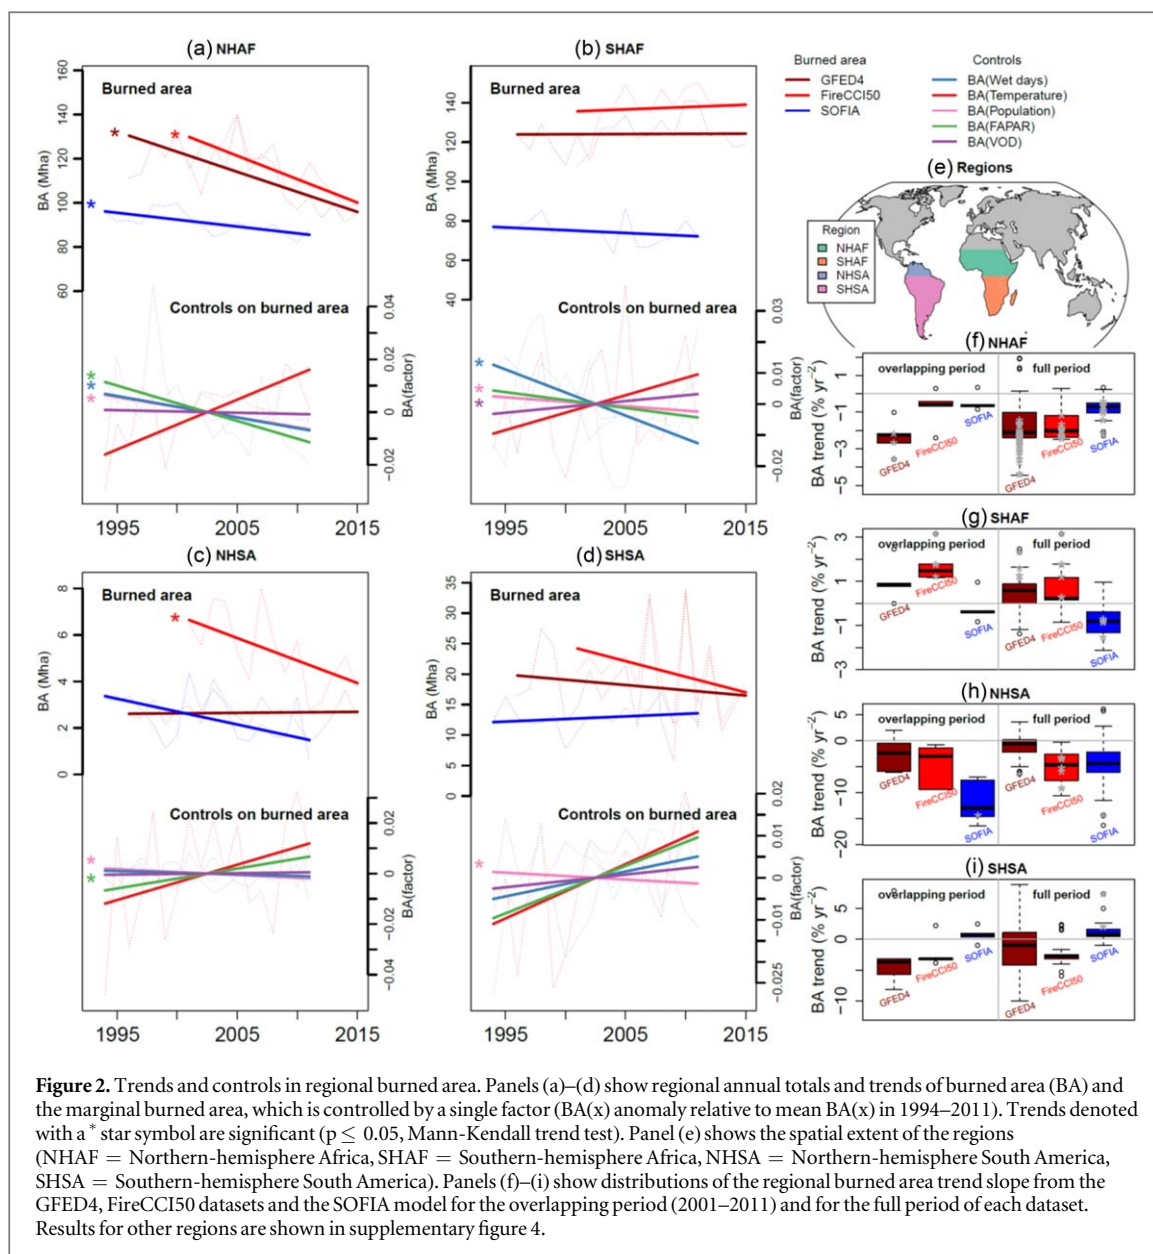 (a) NHAF
Burned area
BA (Mha)
160
140
120
100
80
60
*
*
*
Controls on burned area
BA(factor)
0.04
0.02
0
−0.02
*
*
*
1995
2005
2015
(b) SHAF
Burned area
BA (Mha)
140
120
100
80
60
40
Controls on burned area
BA(factor)
0.03
0.01
0
−0.02
*
*
*
1995
2005
2015
Burned area
GFED4
FireCCI50
SOFIA
Controls
BA(Wet days)
BA(Temperature)
BA(Population)
BA(FAPAR)
BA(VOD)
(e) Regions
Region
NHAF
SHAF
NHSA
SHSA
(c) NHSA
Burned area
BA (Mha)
8
6
4
2
0
*
Controls on burned area
BA(factor)
0.02
0
−0.02
−0.04
*
*
1995
2005
2015
(d) SHSA
Burned area
BA (Mha)
35
30
25
20
15
10
5
0
Controls on burned area
BA(factor)
0.02
0.01
0
−0.01
−0.025
*
1995
2005
2015
(f) NHAF
overlapping period
full period
BA trend (% yr−2)
1
−1
−3
−5
GFED4
FireCCI50
SOFIA
GFED4
FireCCI50
SOFIA
(g) SHAF
overlapping period
full period
BA trend (% yr−2)
3
1
−1
−3
GFED4
FireCCI50
SOFIA
GFED4
FireCCI50
SOFIA
(h) NHSA
overlapping period
full period
BA trend (% yr−2)
5
0
−10
−20
GFED4
FireCCI50
SOFIA
GFED4
FireCCI50
SOFIA
(i) SHSA
overlapping period
full period
BA trend (% yr−2)
5
0
−10
GFED4
FireCCI50
SOFIA
GFED4
FireCCI50
SOFIA
Figure 2. Trends and controls in regional burned area. Panels (a)–(d) show regional annual totals and trends of burned area (BA) and
the marginal burned area, which is controlled by a single factor (BA(x) anomaly relative to mean BA(x) in 1994–2011). Trends denoted
with a * star symbol are significant (p ≤ 0.05, Mann-Kendall trend test). Panel (e) shows the spatial extent of the regions
(NHAF = Northern-hemisphere Africa, SHAF = Southern-hemisphere Africa, NHSA = Northern-hemisphere South America,
SHSA = Southern-hemisphere South America). Panels (f)–(i) show distributions of the regional burned area trend slope from the
GFED4, FireCCI50 datasets and the SOFIA model for the overlapping period (2001–2011) and for the full period of each dataset.
Results for other regions are shown in supplementary figure 4.